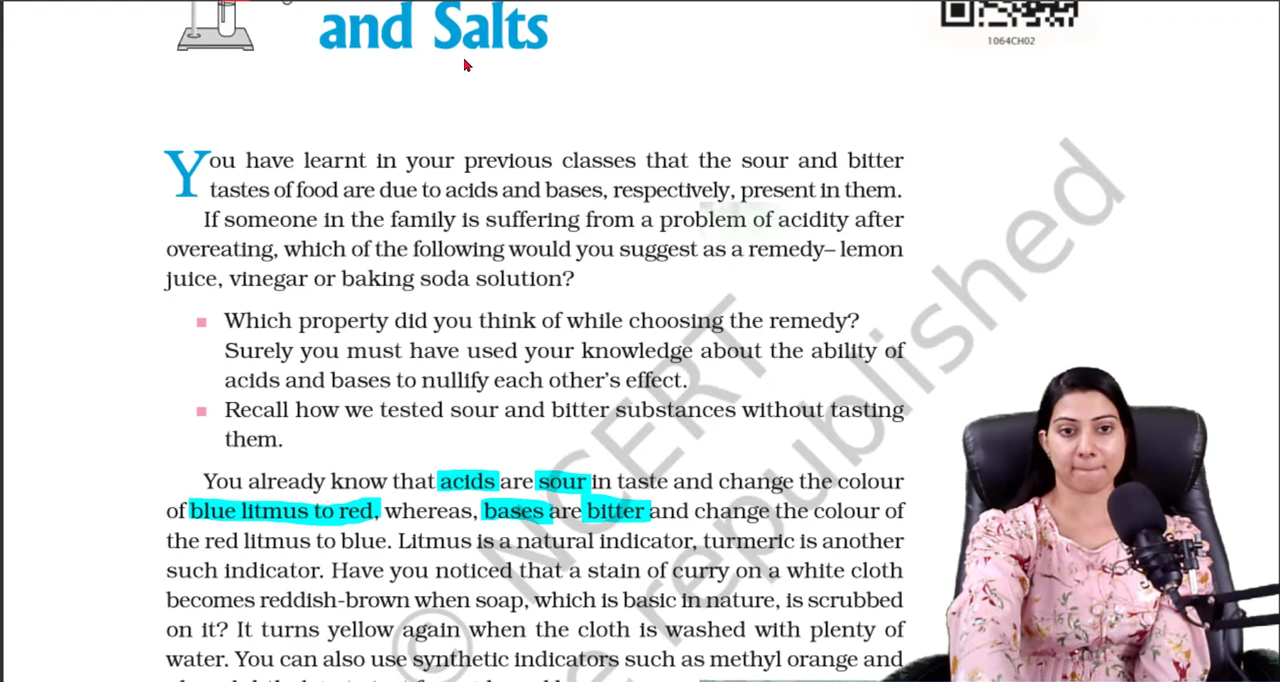 and Salts
1064CH02
You have learnt in your previous classes that the sour and bitter
tastes of food are due to acids and bases, respectively, present in them.
If someone in the family is suffering from a problem of acidity after
overeating, which of the following would you suggest as a remedy– lemon
juice, vinegar or baking soda solution?
■ Which property did you think of while choosing the remedy?
Surely you must have used your knowledge about the ability of
acids and bases to nullify each other's effect.
■ Recall how we tested sour and bitter substances without tasting
them.
You already know that acids are sour in taste and change the colour
of blue litmus to red, whereas, bases are bitter and change the colour of
the red litmus to blue. Litmus is a natural indicator, turmeric is another
such indicator. Have you noticed that a stain of curry on a white cloth
becomes reddish-brown when soap, which is basic in nature, is scrubbed
on it? It turns yellow again when the cloth is washed with plenty of
water. You can also use synthetic indicators such as methyl orange and
© NCERT
republished